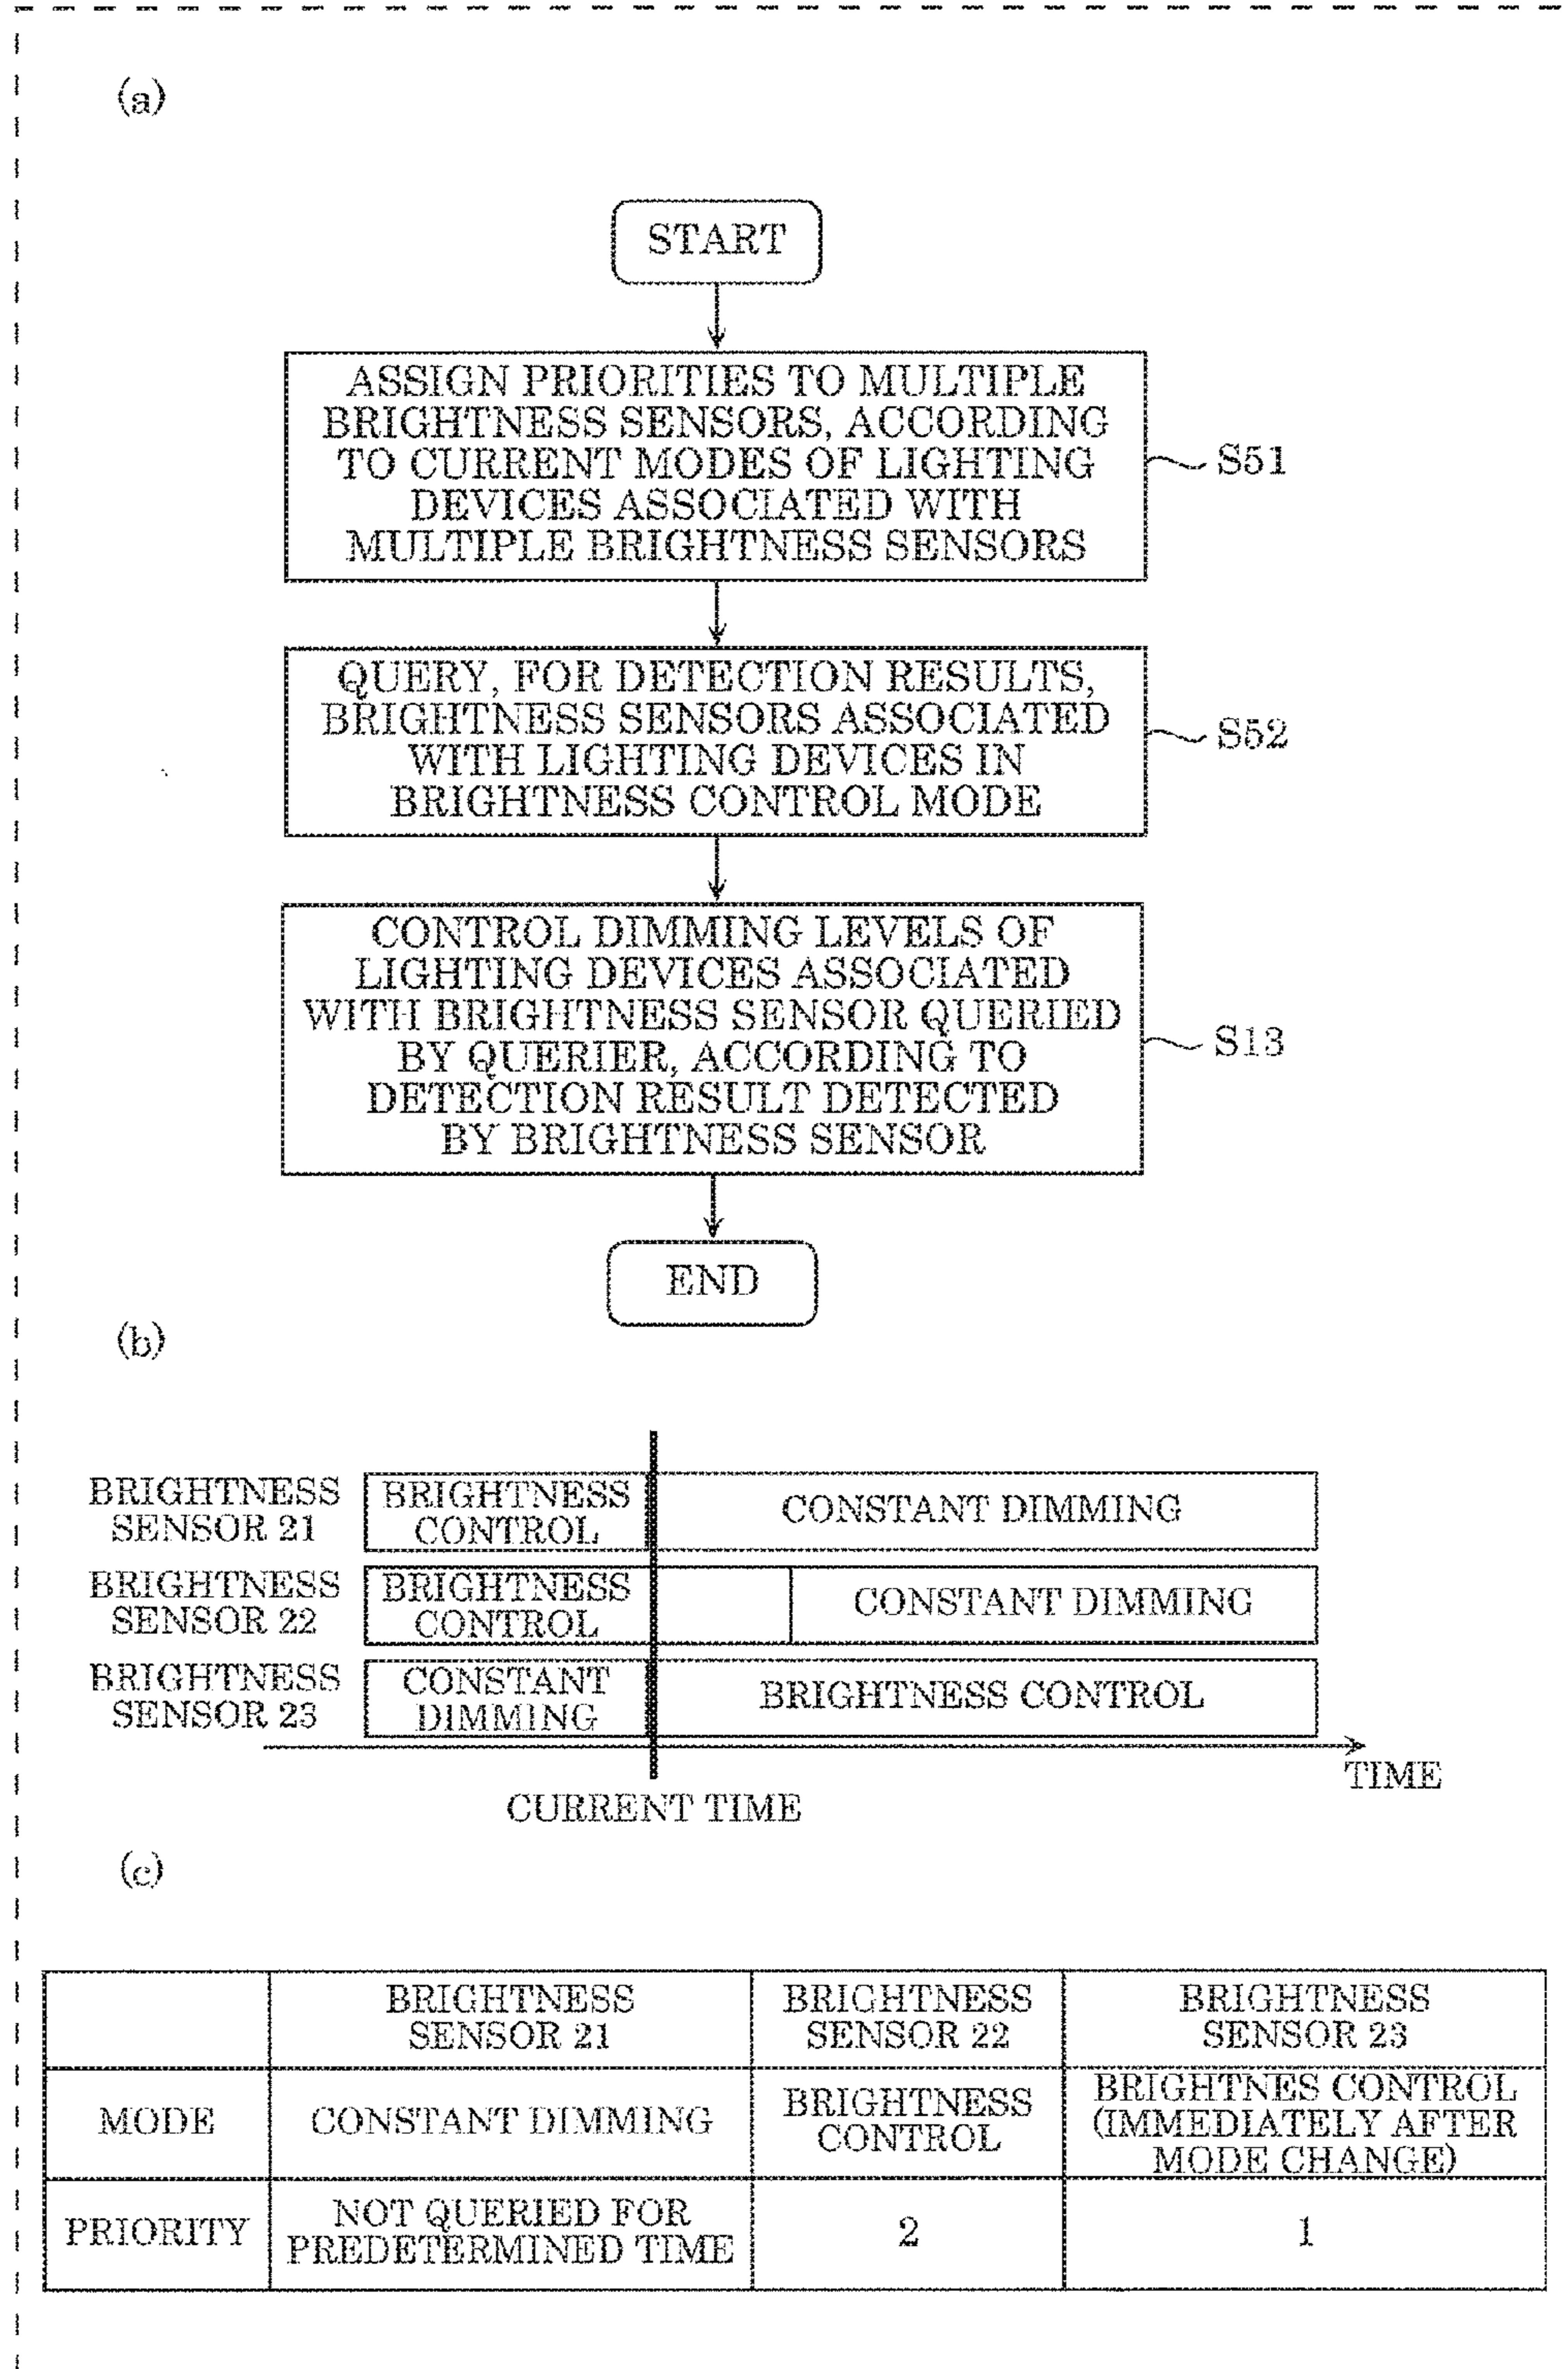 (a)
START
ASSIGN PRIORITIES TO MULTIPLE
BRIGHTNESS SENSORS, ACCORDING
TO CURRENT MODES OF LIGHTING
DEVICES ASSOCIATED WITH
MULTIPLE BRIGHTNESS SENSORS
S51
QUERY, FOR DETECTION RESULTS,
BRIGHTNESS SENSORS ASSOCIATED
WITH LIGHTING DEVICES IN
BRIGHTNESS CONTROL MODE
S52
CONTROL DIMMING LEVELS OF
LIGHTING DEVICES ASSOCIATED
WITH BRIGHTNESS SENSOR QUERIED
BY QUERIER, ACCORDING TO
DETECTION RESULT DETECTED
BY BRIGHTNESS SENSOR
S13
END
(b)
BRIGHTNESS
SENSOR 21
BRIGHTNESS
CONTROL
CONSTANT DIMMING
BRIGHTNESS
SENSOR 22
BRIGHTNESS
CONTROL
CONSTANT DIMMING
BRIGHTNESS
SENSOR 23
CONSTANT
DIMMING
BRIGHTNESS CONTROL
TIME
CURRENT TIME
(c)
BRIGHTNESS
SENSOR 21
BRIGHTNESS
SENSOR 22
BRIGHTNESS
SENSOR 23
MODE
CONSTANT DIMMING
BRIGHTNESS
CONTROL
BRIGHTNES CONTROL
(IMMEDIATELY AFTER
MODE CHANGE)
PRIORITY
NOT QUERIED FOR
PREDETERMINED TIME
2
1